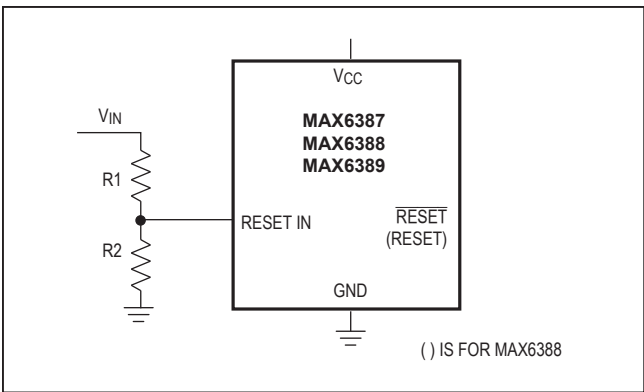 VCC
VIN
MAX6387
MAX6388
MAX6389
R1
RESET IN
RESET
(RESET)
R2
GND
( ) IS FOR MAX6388